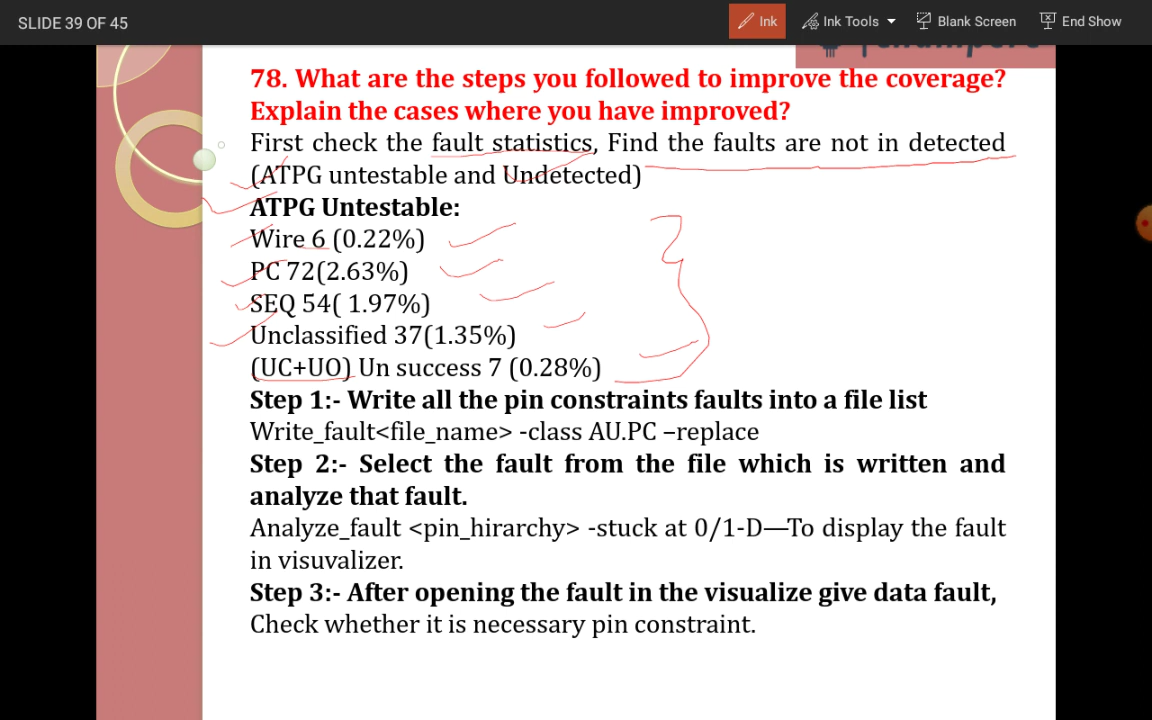 SLIDE 39 OF 45
Ink
Ink Tools
Blank Screen
End Show
78. What are the steps you followed to improve the coverage?
Explain the cases where you have improved?
First check the fault statistics, Find the faults are not in detected
(ATPG untestable and Undetected)
ATPG Untestable:
Wire 6 (0.22%)
PC 72(2.63%)
SEQ 54( 1.97%)
Unclassified 37(1.35%)
(UC+UO) Un success 7 (0.28%)
Step 1:- Write all the pin constraints faults into a file list
Write_fault<file_name> -class AU.PC –replace
Step 2:- Select the fault from the file which is written and
analyze that fault.
Analyze_fault <pin_hirarchy> -stuck at 0/1-D—To display the fault
in visuvalizer.
Step 3:- After opening the fault in the visualize give data fault,
Check whether it is necessary pin constraint.